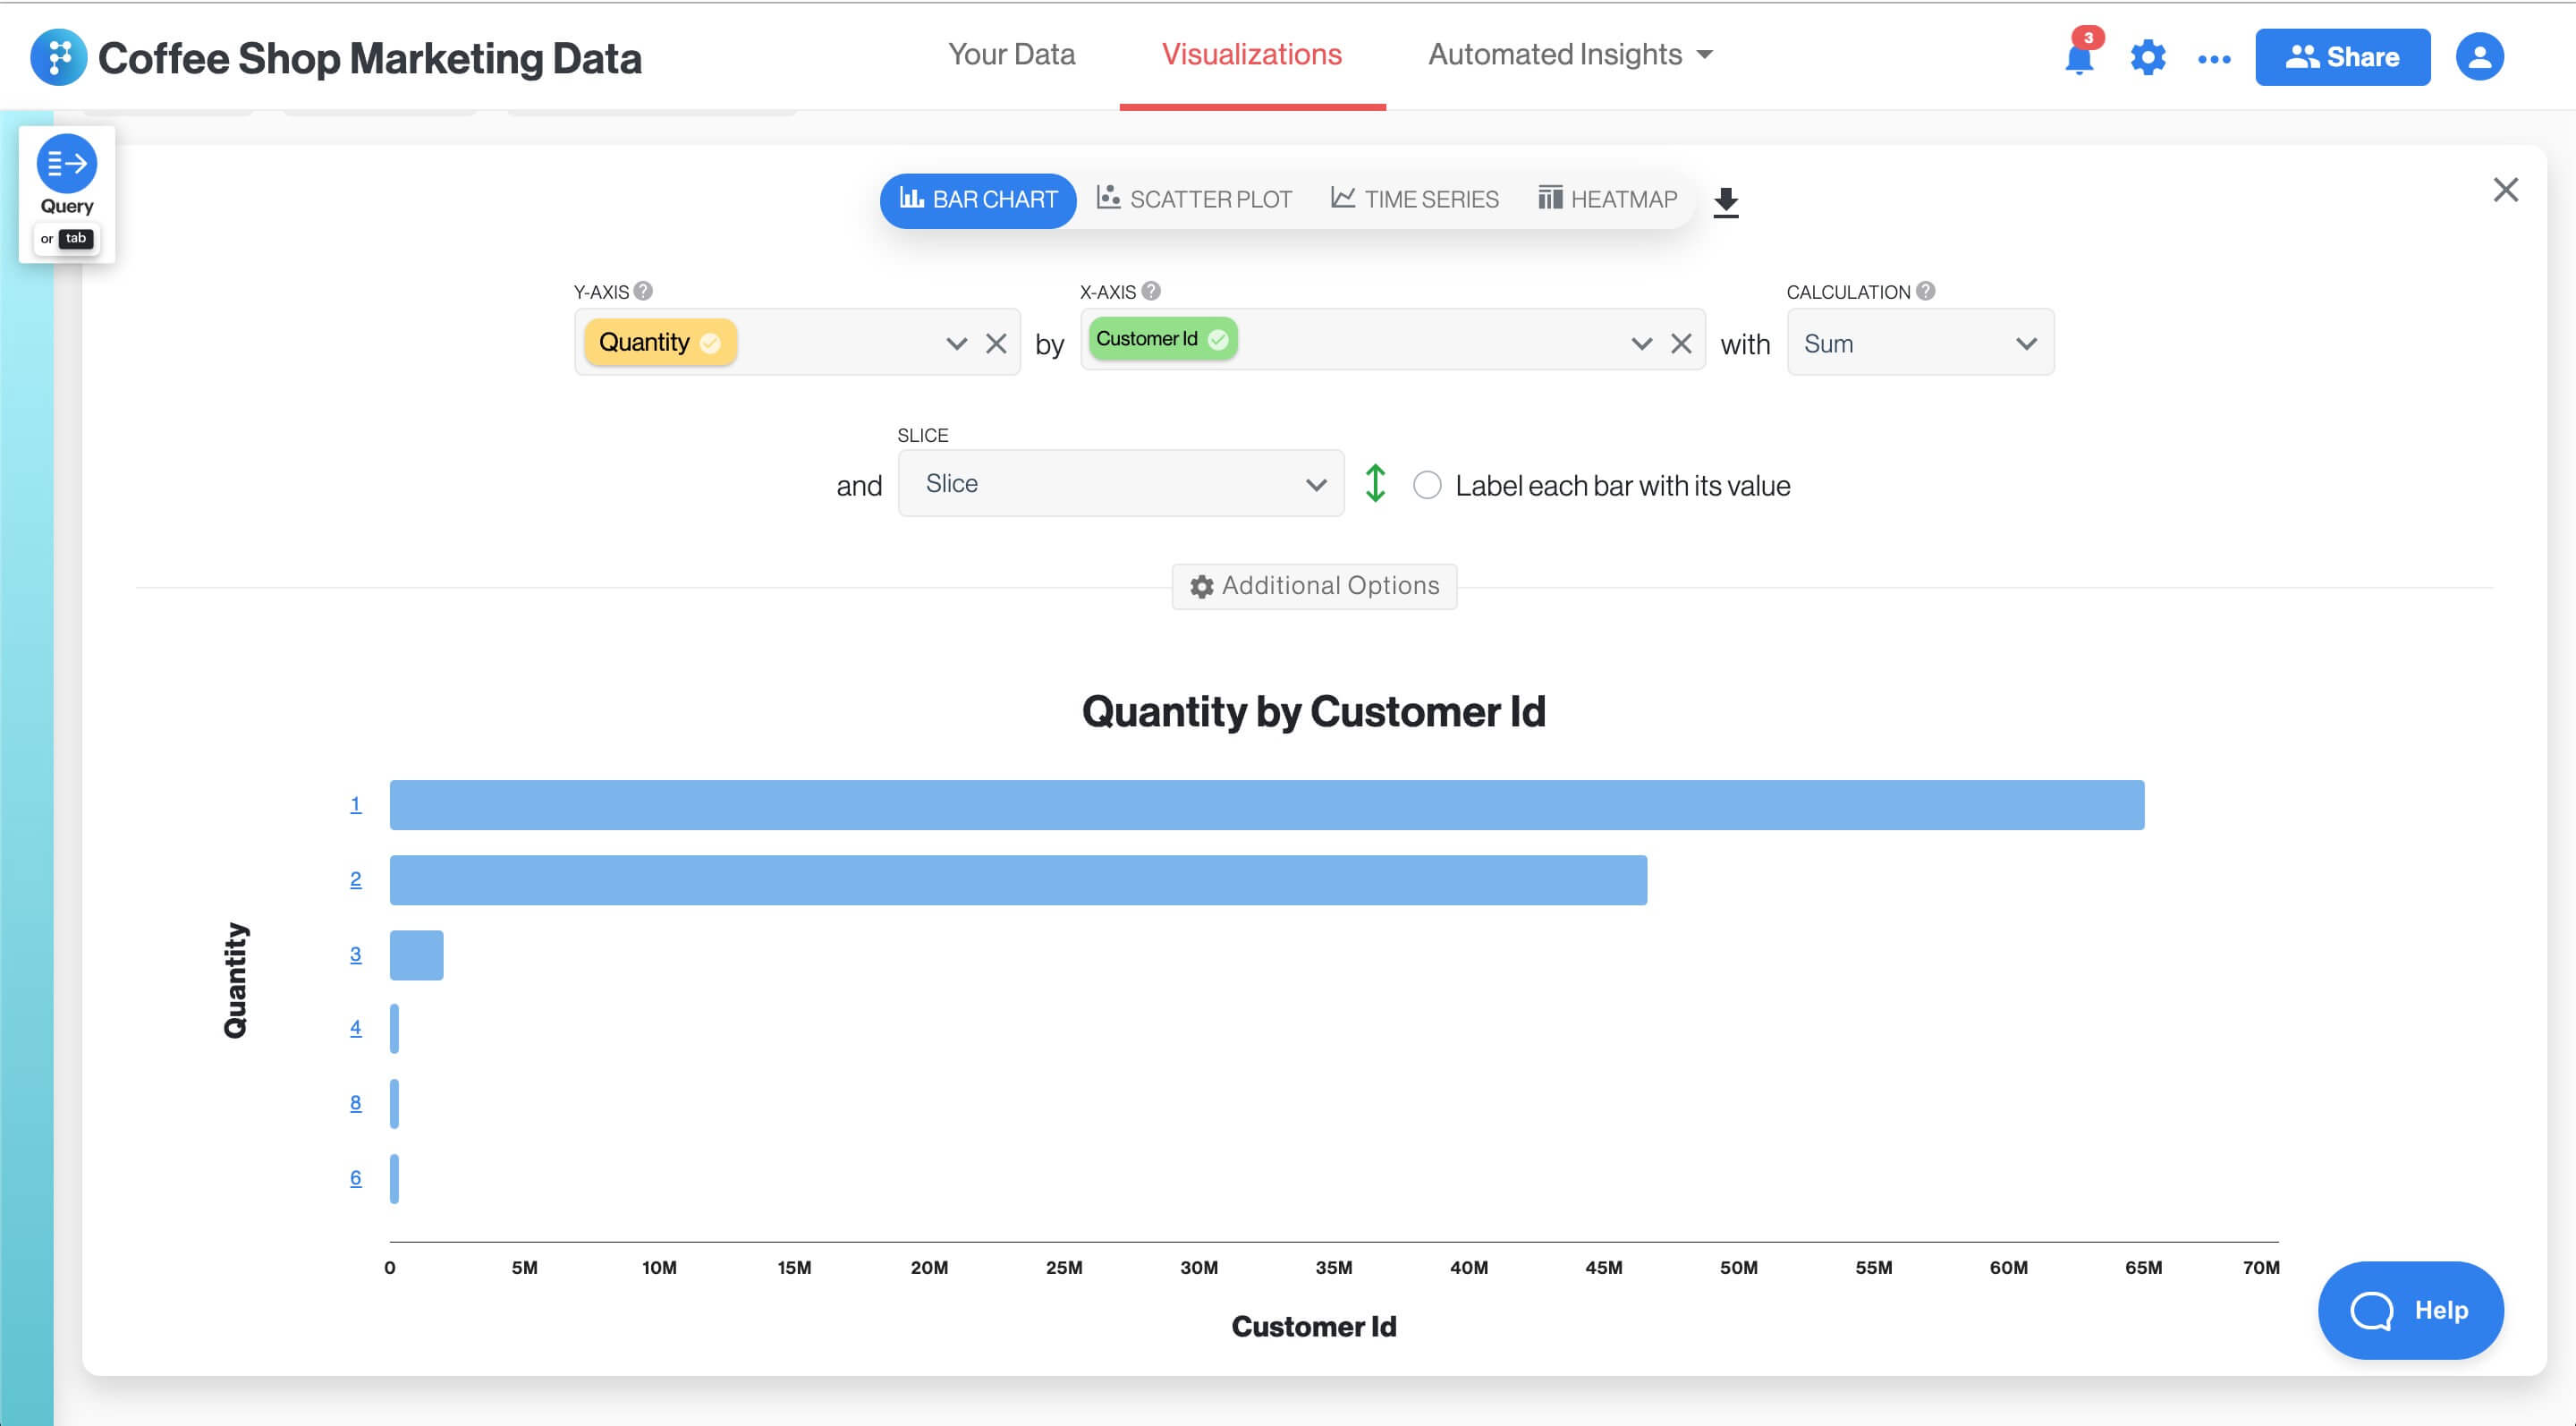 Coffee Shop Marketing Data
Your Data
Visualizations
Automated Insights
3
Share
Query
or tab
BAR CHART
SCATTER PLOT
TIME SERIES
HEATMAP
Y-AXIS ?
X-AXIS ?
CALCULATION ?
Quantity
by
Customer Id
with
Sum
SLICE
and
Slice
Label each bar with its value
Additional Options
Quantity by Customer Id
Quantity
1
2
3
4
8
6
0 5M 10M 15M 20M 25M 30M 35M 40M 45M 50M 55M 60M 65M 70M
Customer Id
Help